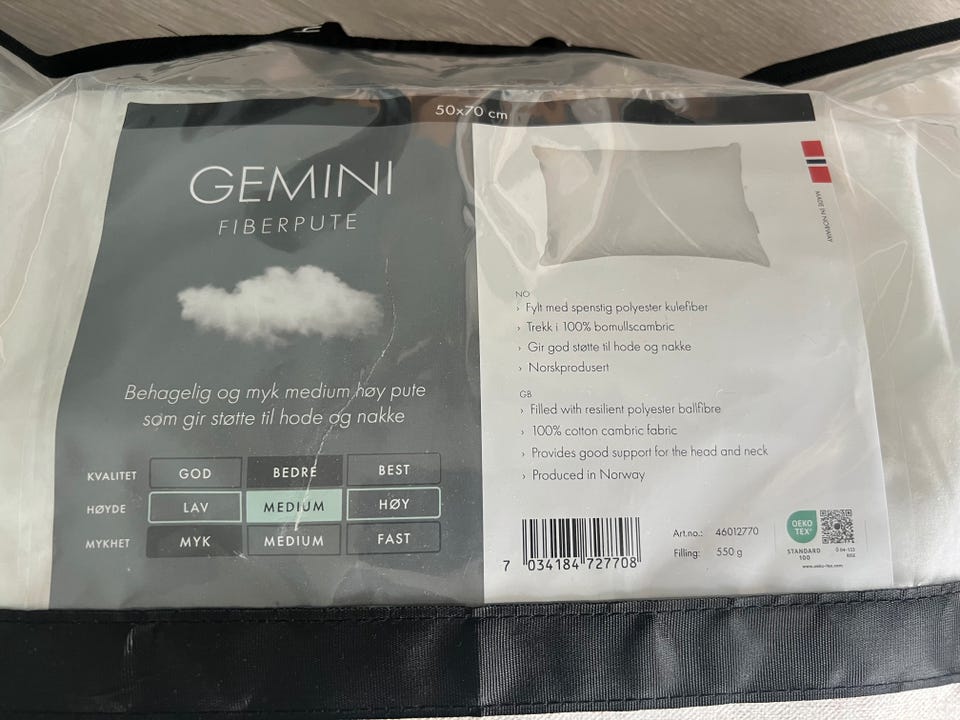 50x70 cm
GEMINI
FIBERPUTE
Behagelig og myk medium høy pute
som gir støtte til hode og nakke
KVALITET GOD BEDRE BEST
HØYDE LAV MEDIUM HØY
MYKHET MYK MEDIUM FAST
MADE IN NORWAY
NO
› Fylt med spenstig polyester kulefiber
› Trekk i 100% bomullscambric
› Gir god støtte til hode og nakke
› Norskprodusert
GB
› Filled with resilient polyester ballfibre
› 100% cotton cambric fabric
› Provides good support for the head and neck
› Produced in Norway
7 034184 727708
Art.no.: 46012770
Filling: 550 g
OEKO
TEX®
STANDARD
100
www.oeko-tex.com